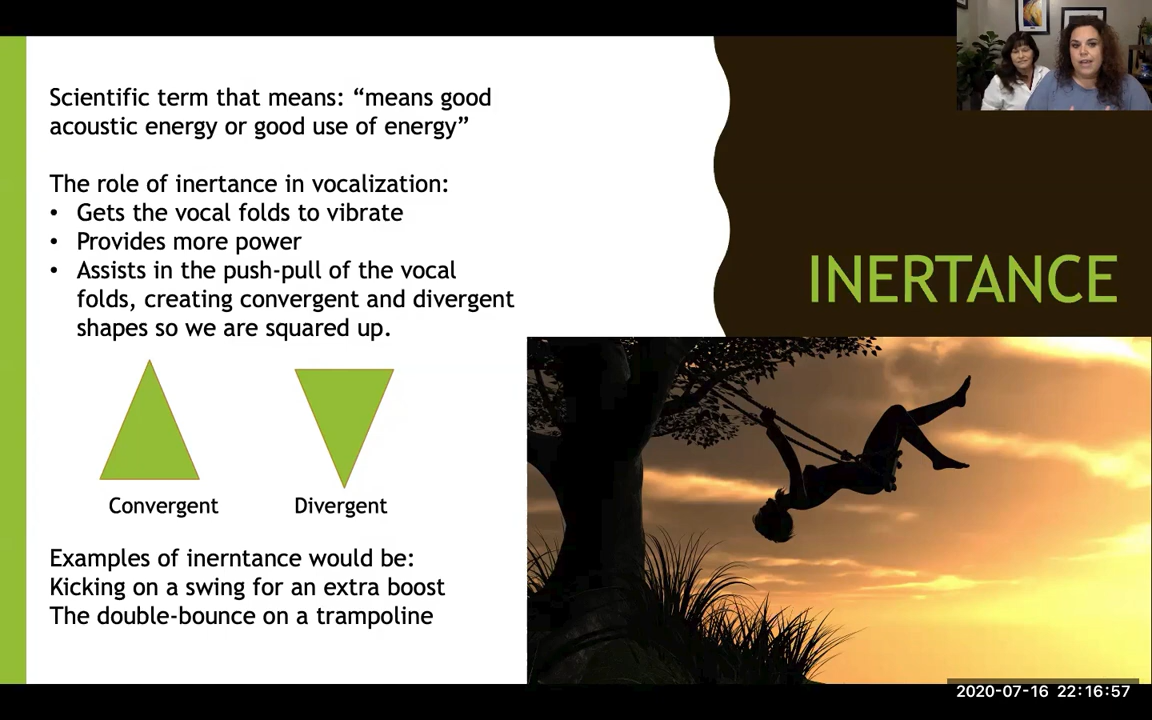 Scientific term that means: “means good
acoustic energy or good use of energy”
The role of inertance in vocalization:
• Gets the vocal folds to vibrate
• Provides more power
• Assists in the push-pull of the vocal
folds, creating convergent and divergent
shapes so we are squared up.
Convergent
Divergent
Examples of inerntance would be:
Kicking on a swing for an extra boost
The double-bounce on a trampoline
INERTANCE
2020-07-16 22:16:57